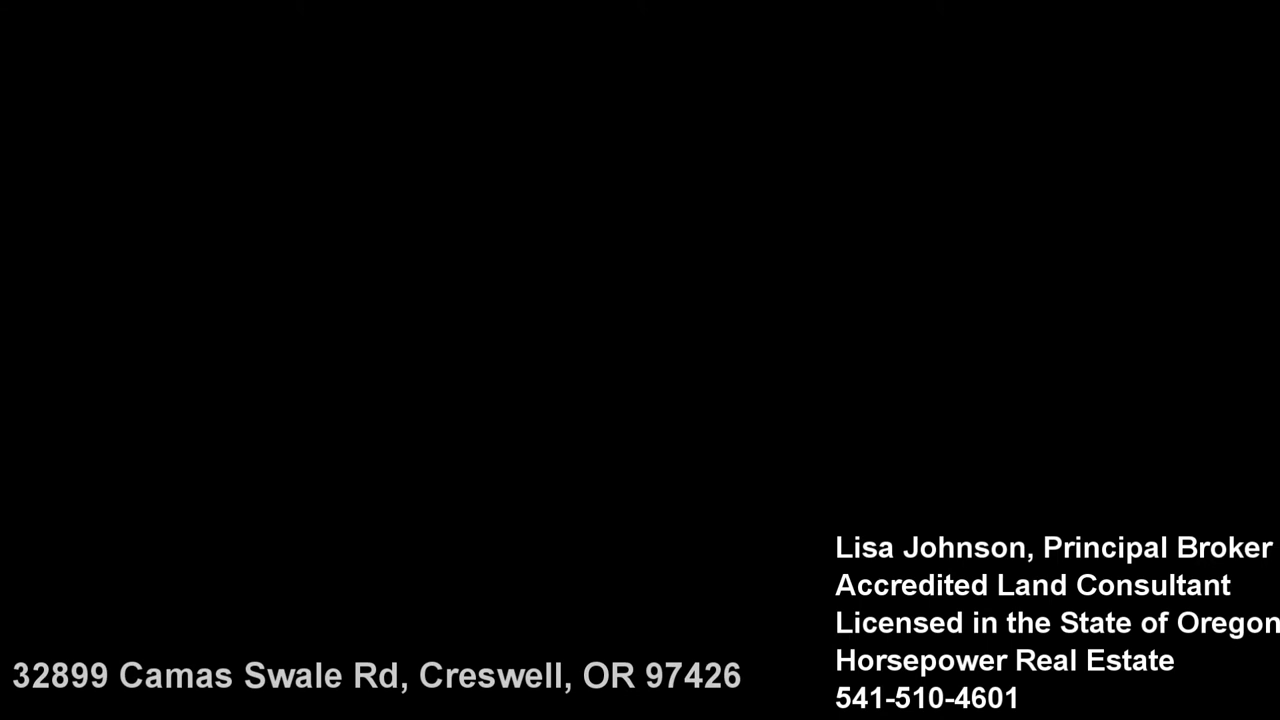 Lisa Johnson, Principal Broker
Accredited Land Consultant
Licensed in the State of Oregon
Horsepower Real Estate
541-510-4601
32899 Camas Swale Rd, Creswell, OR 97426